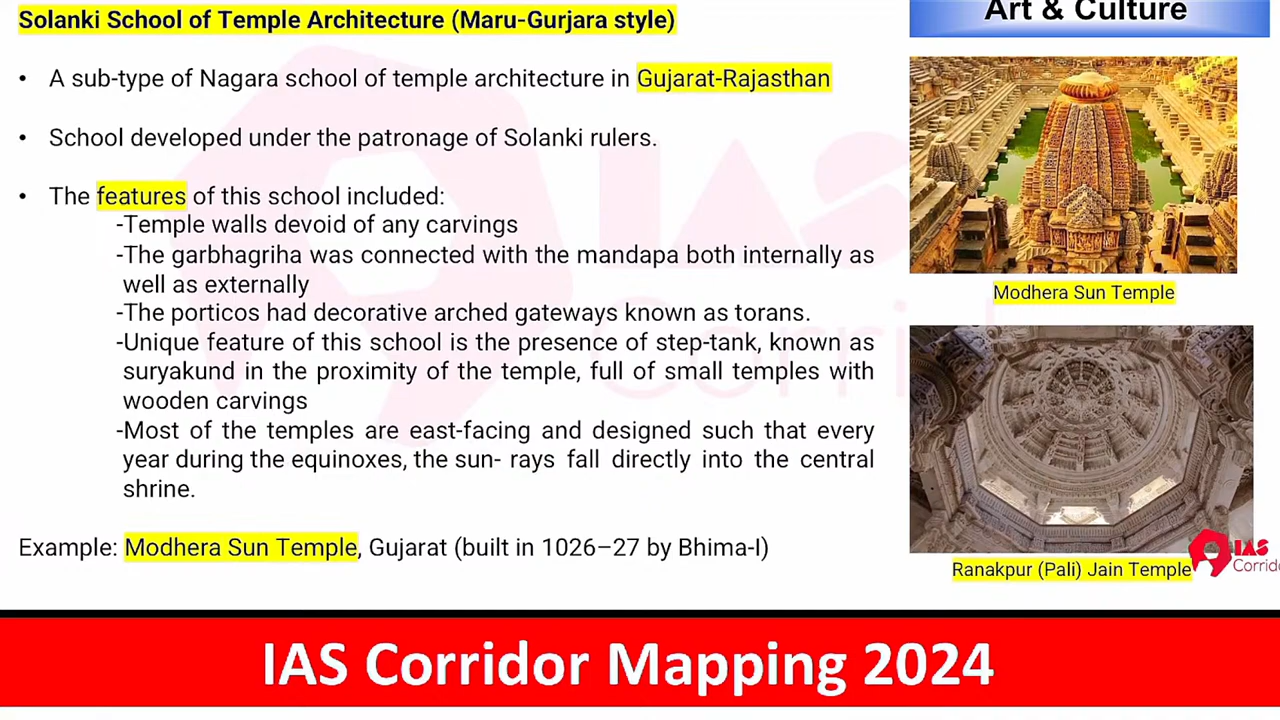 Solanki School of Temple Architecture (Maru-Gurjara style)
• A sub-type of Nagara school of temple architecture in Gujarat-Rajasthan
• School developed under the patronage of Solanki rulers.
• The features of this school included:
-Temple walls devoid of any carvings
-The garbhagriha was connected with the mandapa both internally as
well as externally
-The porticos had decorative arched gateways known as torans.
-Unique feature of this school is the presence of step-tank, known as
suryakund in the proximity of the temple, full of small temples with
wooden carvings
-Most of the temples are east-facing and designed such that every
year during the equinoxes, the sun- rays fall directly into the central
shrine.
Example: Modhera Sun Temple, Gujarat (built in 1026–27 by Bhima-I)
Art & Culture
Modhera Sun Temple
Ranakpur (Pali) Jain Temple
IAS
Corrido
IAS Corridor Mapping 2024